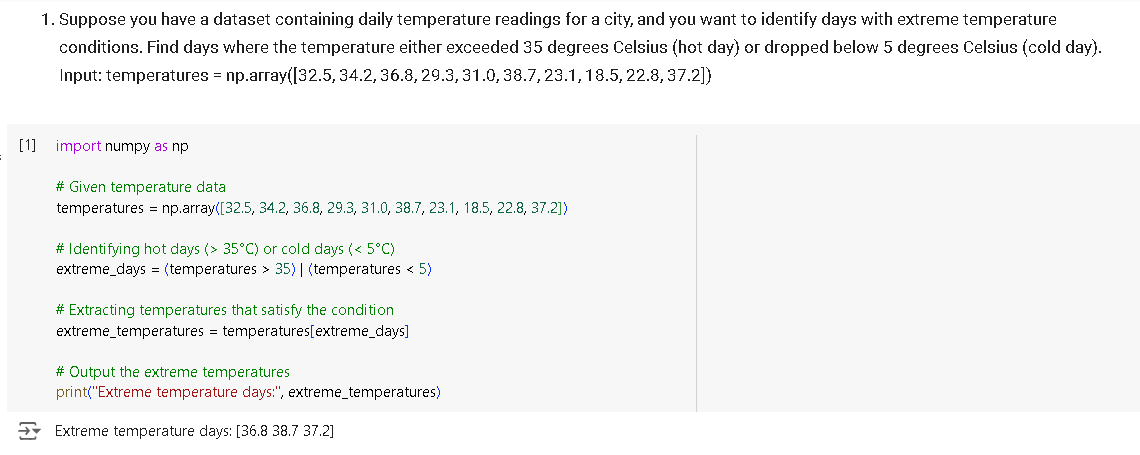 1. Suppose you have a dataset containing daily temperature readings for a city, and you want to identify days with extreme temperature
conditions. Find days where the temperature either exceeded 35 degrees Celsius (hot day) or dropped below 5 degrees Celsius (cold day).
Input: temperatures = np.array([32.5, 34.2, 36.8, 29.3, 31.0, 38.7, 23.1, 18.5, 22.8, 37.2])
[1] import numpy as np
# Given temperature data
temperatures = np.array([32.5, 34.2, 36.8, 29.3, 31.0, 38.7, 23.1, 18.5, 22.8, 37.2])
# Identifying hot days (> 35°C) or cold days (< 5°C)
extreme_days = (temperatures > 35) | (temperatures < 5)
# Extracting temperatures that satisfy the condition
extreme_temperatures = temperatures[extreme_days]
# Output the extreme temperatures
print("Extreme temperature days:", extreme_temperatures)
Extreme temperature days: [36.8 38.7 37.2]